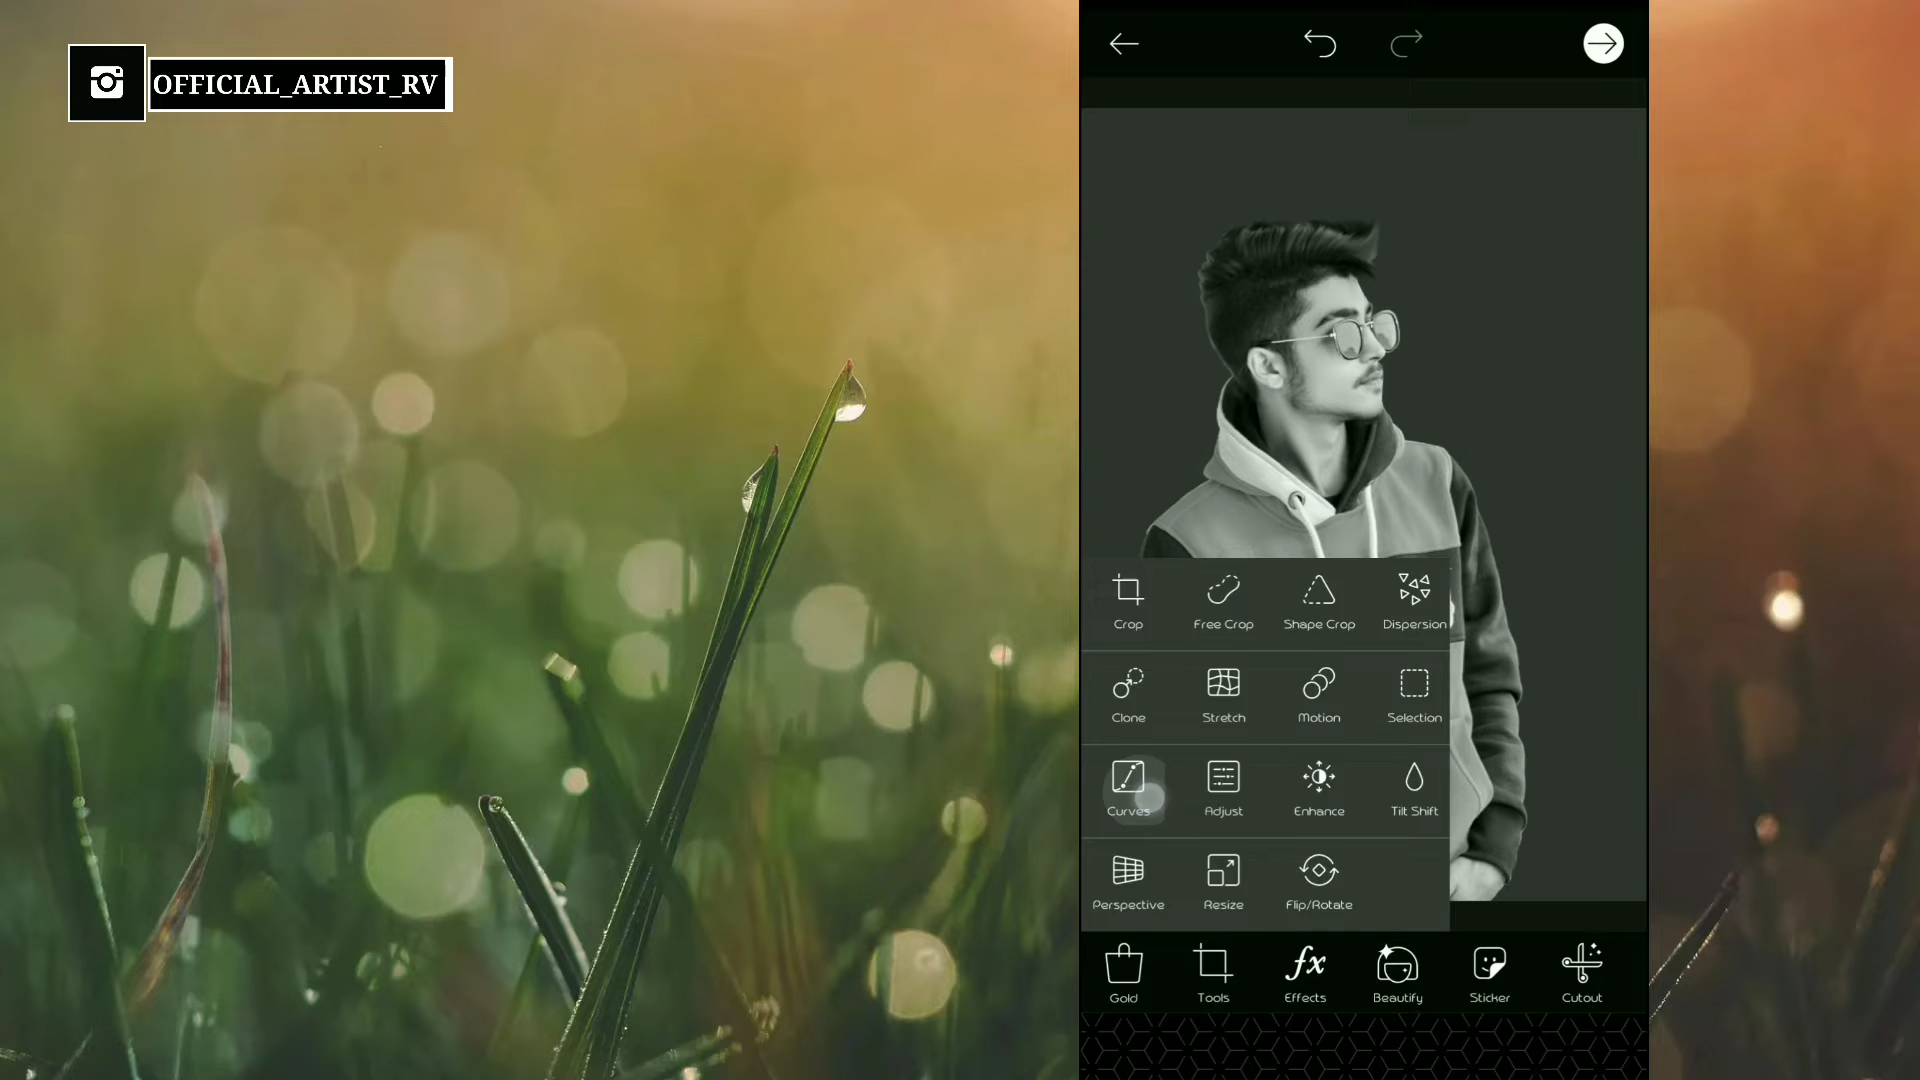 OFFICIAL_ARTIST_RV
Crop Free Crop Shape Crop Dispersion
Clone Stretch Motion Selection
Curves Adjust Enhance Tilt Shift
Perspective Resize Flip/Rotate
Gold Tools fx Effects Beautify Sticker Cutout